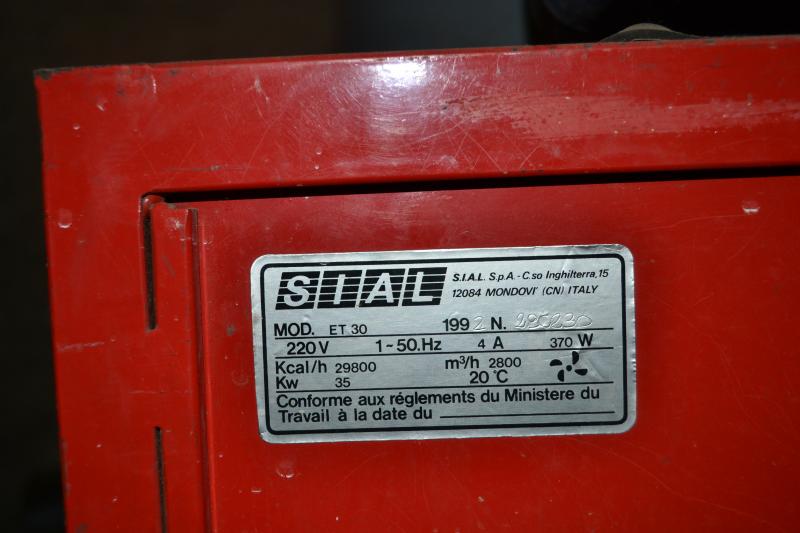 SIAL
S.I.A.L. S.p.A. - C.so Inghilterra, 15
12084 MONDOVI' (CN) ITALY
MOD. ET 30 1992 N. 280230
220 V 1~50.Hz 4 A 370 W
Kcal/h 29800 m³/h 2800
Kw 35 20 °C
Conforme aux réglements du Ministere du
Travail à la date du